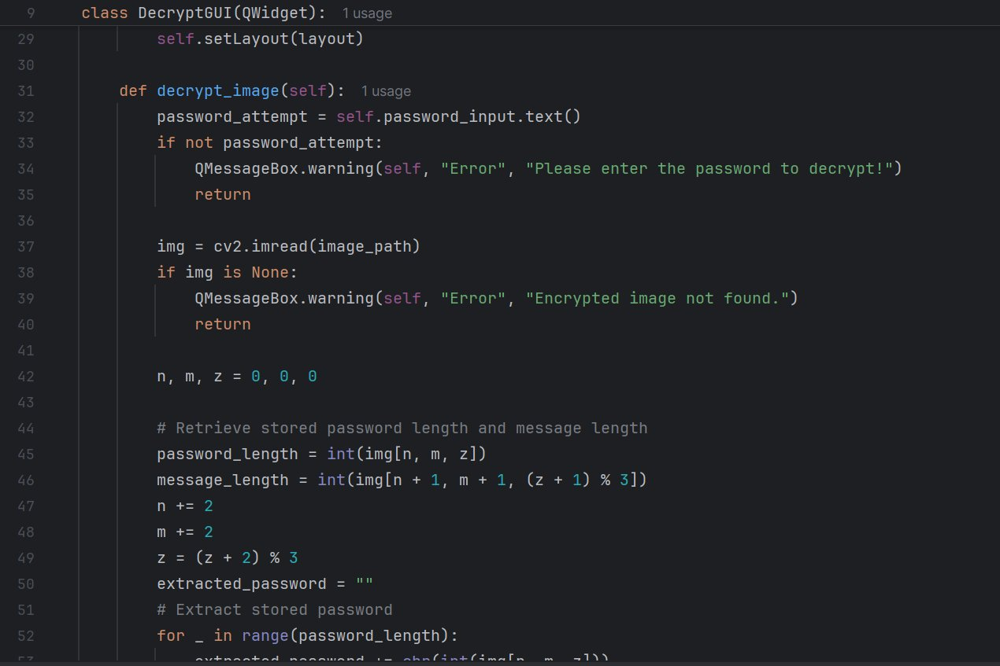 9 class DecryptGUI(QWidget): 1 usage
29 self.setLayout(layout)
30
31 def decrypt_image(self): 1 usage
32 password_attempt = self.password_input.text()
33 if not password_attempt:
34 QMessageBox.warning(self, "Error", "Please enter the password to decrypt!")
35 return
36
37 img = cv2.imread(image_path)
38 if img is None:
39 QMessageBox.warning(self, "Error", "Encrypted image not found.")
40 return
41
42 n, m, z = 0, 0, 0
43
44 # Retrieve stored password length and message length
45 password_length = int(img[n, m, z])
46 message_length = int(img[n + 1, m + 1, (z + 1) % 3])
47 n += 2
48 m += 2
49 z = (z + 2) % 3
50 extracted_password = ""
51 # Extract stored password
52 for _ in range(password_length):
53 extracted_password += chr(int(img[n, m, z]))